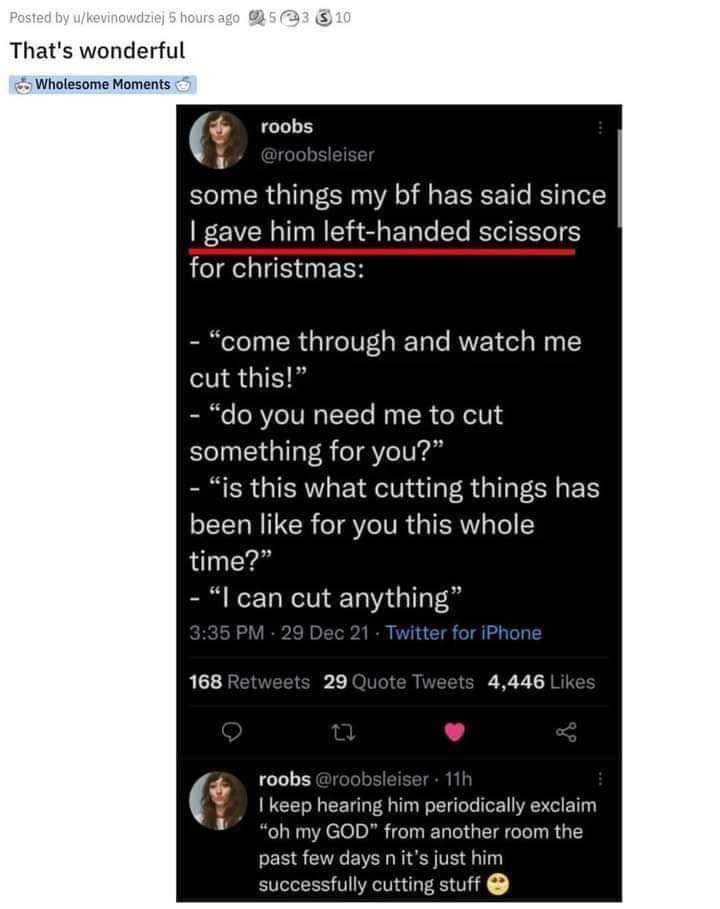 Posted by u/kevinowdziej 5 hours ago 5 3 S 10
That's wonderful
Wholesome Moments
roobs
@roobsleiser
some things my bf has said since
I gave him left-handed scissors
for christmas:
- “come through and watch me
cut this!”
- “do you need me to cut
something for you?”
- “is this what cutting things has
been like for you this whole
time?”
- “I can cut anything”
3:35 PM · 29 Dec 21 · Twitter for iPhone
168 Retweets 29 Quote Tweets 4,446 Likes
roobs @roobsleiser · 11h
I keep hearing him periodically exclaim
“oh my GOD” from another room the
past few days n it’s just him
successfully cutting stuff 🥺